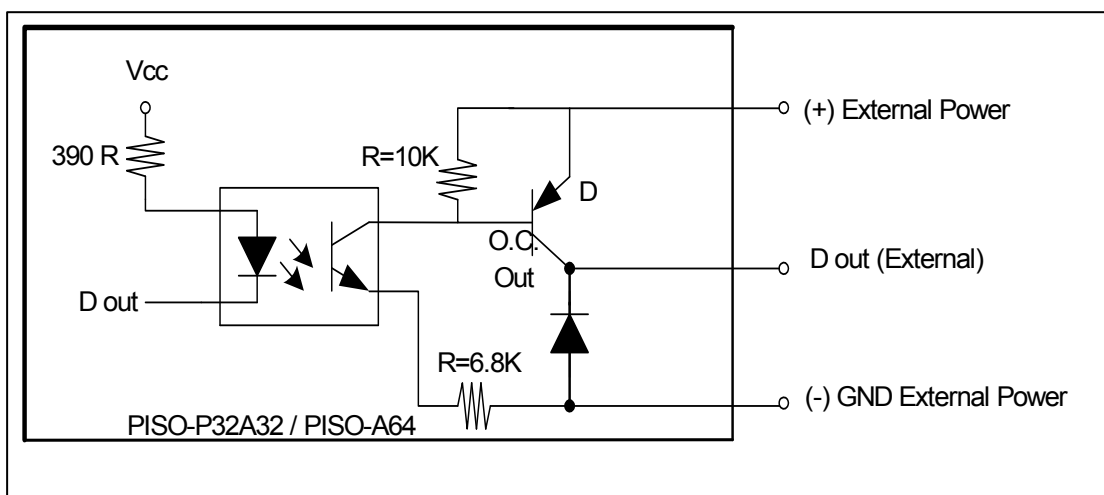 Vcc
(+) External Power
390 R
R=10K
D
O.C.
Out
D out (External)
D out
R=6.8K
(-) GND External Power
PISO-P32A32 / PISO-A64